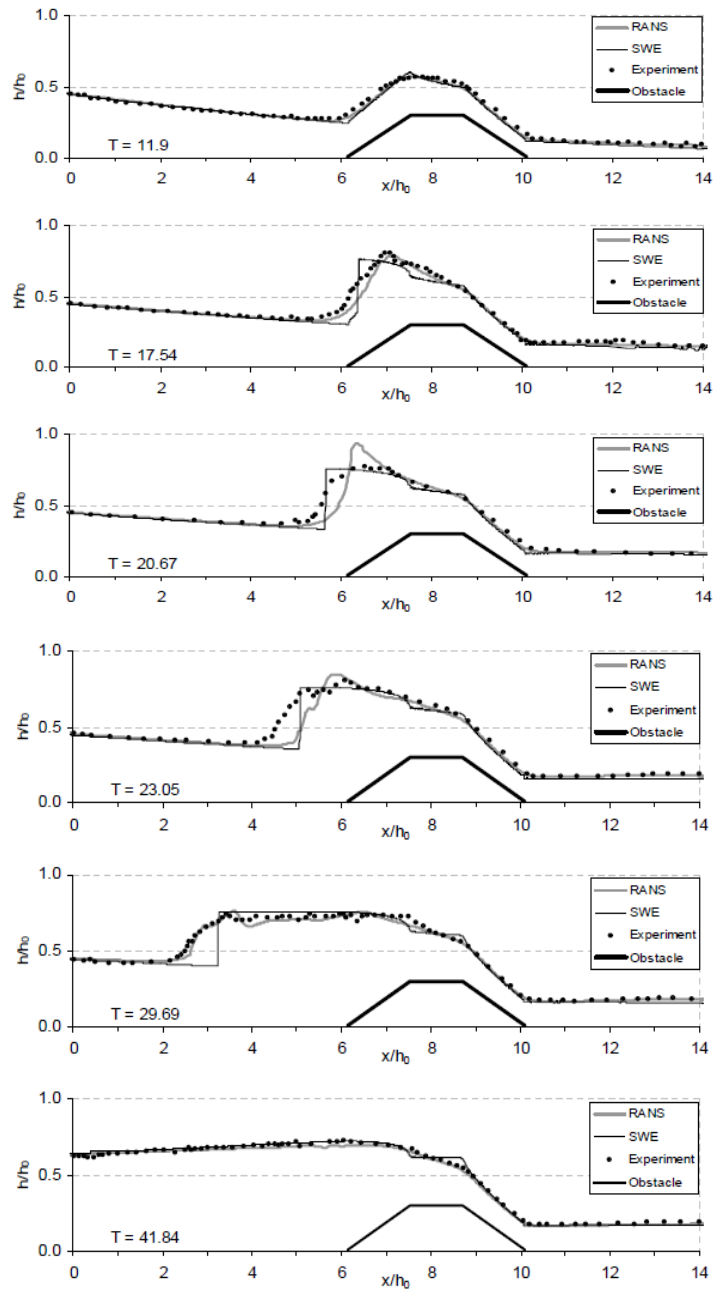 1.0
RANS
SWE
Experiment
Obstacle
h/h0
0.5
T = 11.9
0.0
0 2 4 6 8 10 12 14
x/h0
1.0
RANS
SWE
Experiment
Obstacle
h/h0
0.5
T = 17.54
0.0
0 2 4 6 8 10 12 14
x/h0
1.0
RANS
SWE
Experiment
Obstacle
h/h0
0.5
T = 20.67
0.0
0 2 4 6 8 10 12 14
x/h0
1.0
RANS
SWE
Experiment
Obstacle
h/h0
0.5
T = 23.05
0.0
0 2 4 6 8 10 12 14
x/h0
1.0
RANS
SWE
Experiment
Obstacle
h/h0
0.5
T = 29.69
0.0
0 2 4 6 8 10 12 14
x/h0
1.0
RANS
SWE
Experiment
Obstacle
h/h0
0.5
T = 41.84
0.0
0 2 4 6 8 10 12 14
x/h0